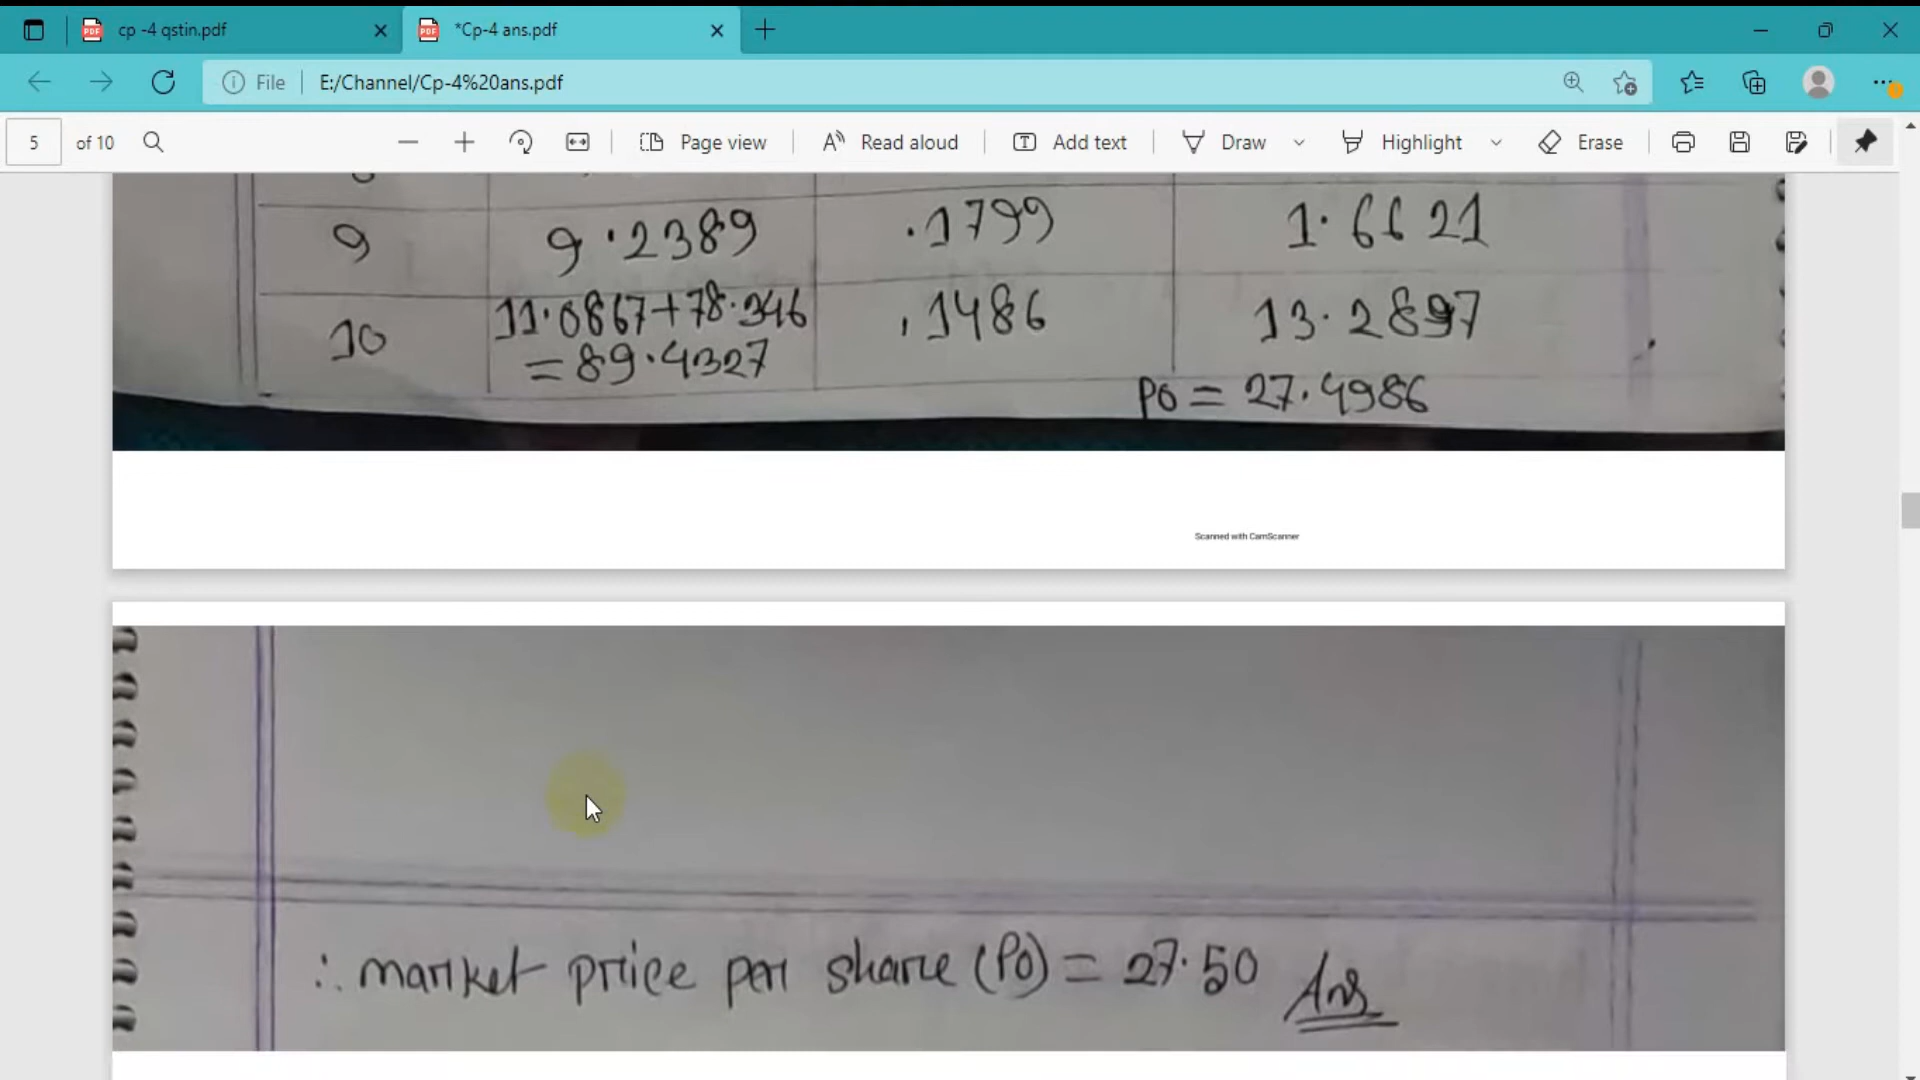 cp -4 qstin.pdf
*Cp-4 ans.pdf
File
E:/Channel/Cp-4%20ans.pdf
5 of 10
Page view
Read aloud
Add text
Draw
Highlight
Erase
9 9.2389 .1799 1.6621
10 11.0867+78.346 .1486 13.2897
=89.4327
P0 = 27.4986
Scanned with CamScanner
∴ market price per share (P0) = 27.50 Ans